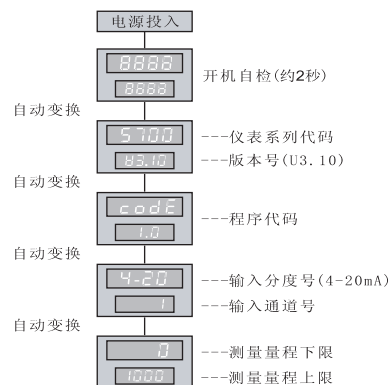 电源投入
8888
8888
开机自检(约2秒)
自动变换
5700
---仪表系列代码
U3.10
---版本号(U3.10)
自动变换
codE
---程序代码
1.0
自动变换
4-20
---输入分度号(4-20mA)
1
---输入通道号
自动变换
0
---测量量程下限
1000
---测量量程上限